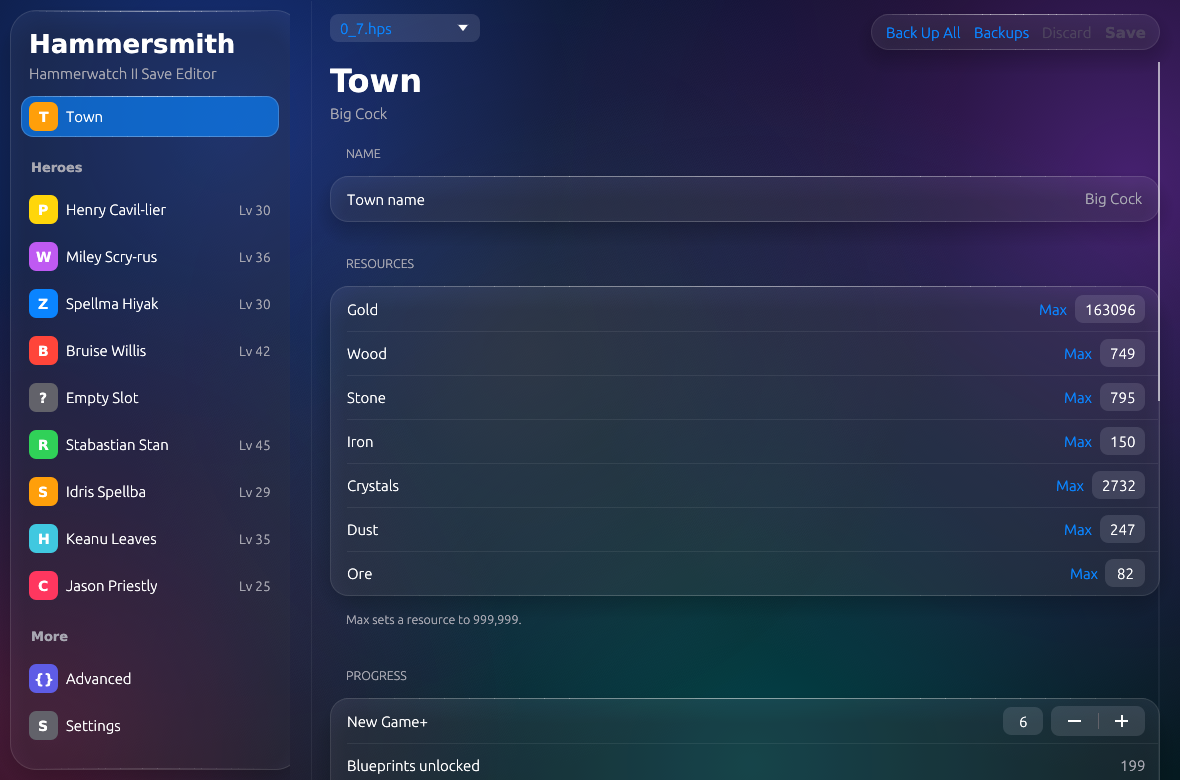 Hammersmith
Hammerwatch II Save Editor
T Town
Heroes
P Henry Cavil-lier Lv 30
W Miley Scry-rus Lv 36
Z Spellma Hiyak Lv 30
B Bruise Willis Lv 42
? Empty Slot
R Stabastian Stan Lv 45
S Idris Spellba Lv 29
H Keanu Leaves Lv 35
C Jason Priestly Lv 25
More
{} Advanced
S Settings
0_7.hps
Back Up All Backups Discard Save
Town
Big Cock
NAME
Town name Big Cock
RESOURCES
Gold Max 163096
Wood Max 749
Stone Max 795
Iron Max 150
Crystals Max 2732
Dust Max 247
Ore Max 82
Max sets a resource to 999,999.
PROGRESS
New Game+ 6 − +
Blueprints unlocked 199